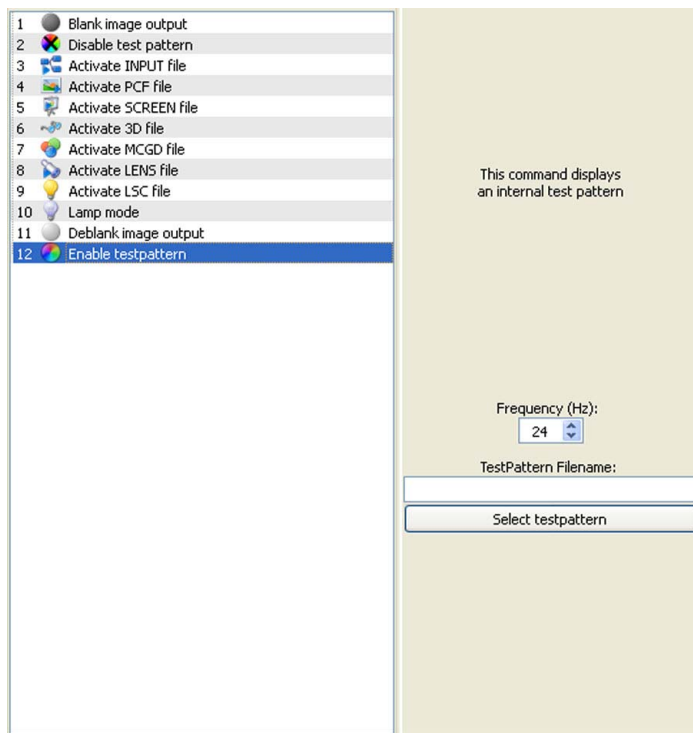 1 Blank image output
2 Disable test pattern
3 Activate INPUT file
4 Activate PCF file
5 Activate SCREEN file
6 Activate 3D file
7 Activate MCGD file
8 Activate LENS file
9 Activate LSC file
10 Lamp mode
11 Deblank image output
12 Enable testpattern
This command displays
an internal test pattern
Frequency (Hz):
24
TestPattern Filename:
Select testpattern